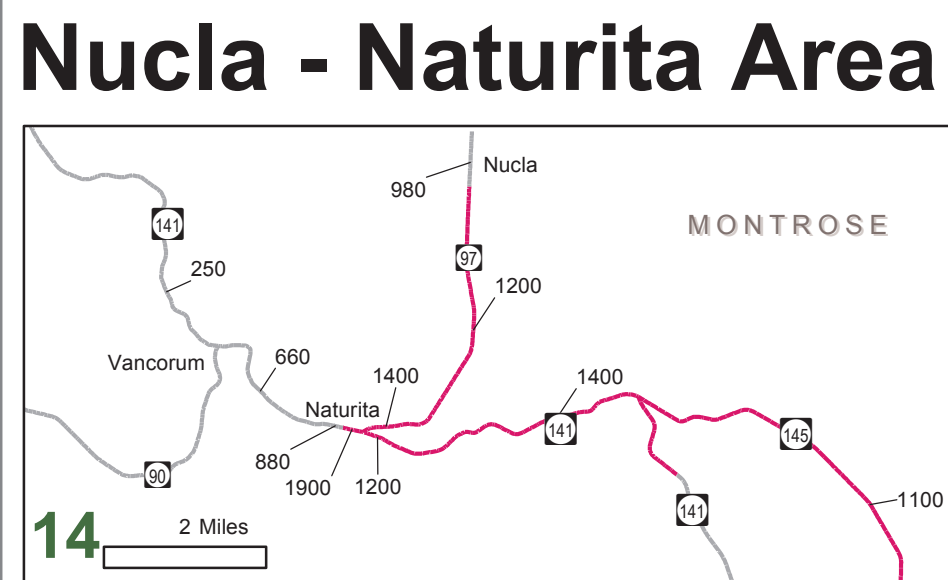 Nucla - Naturita Area
Nucla
980
MONTROSE
141
97
250
1200
Vancorum
660
1400
1400
Naturita
141
145
880
90
1900
1200
1100
141
14
2 Miles